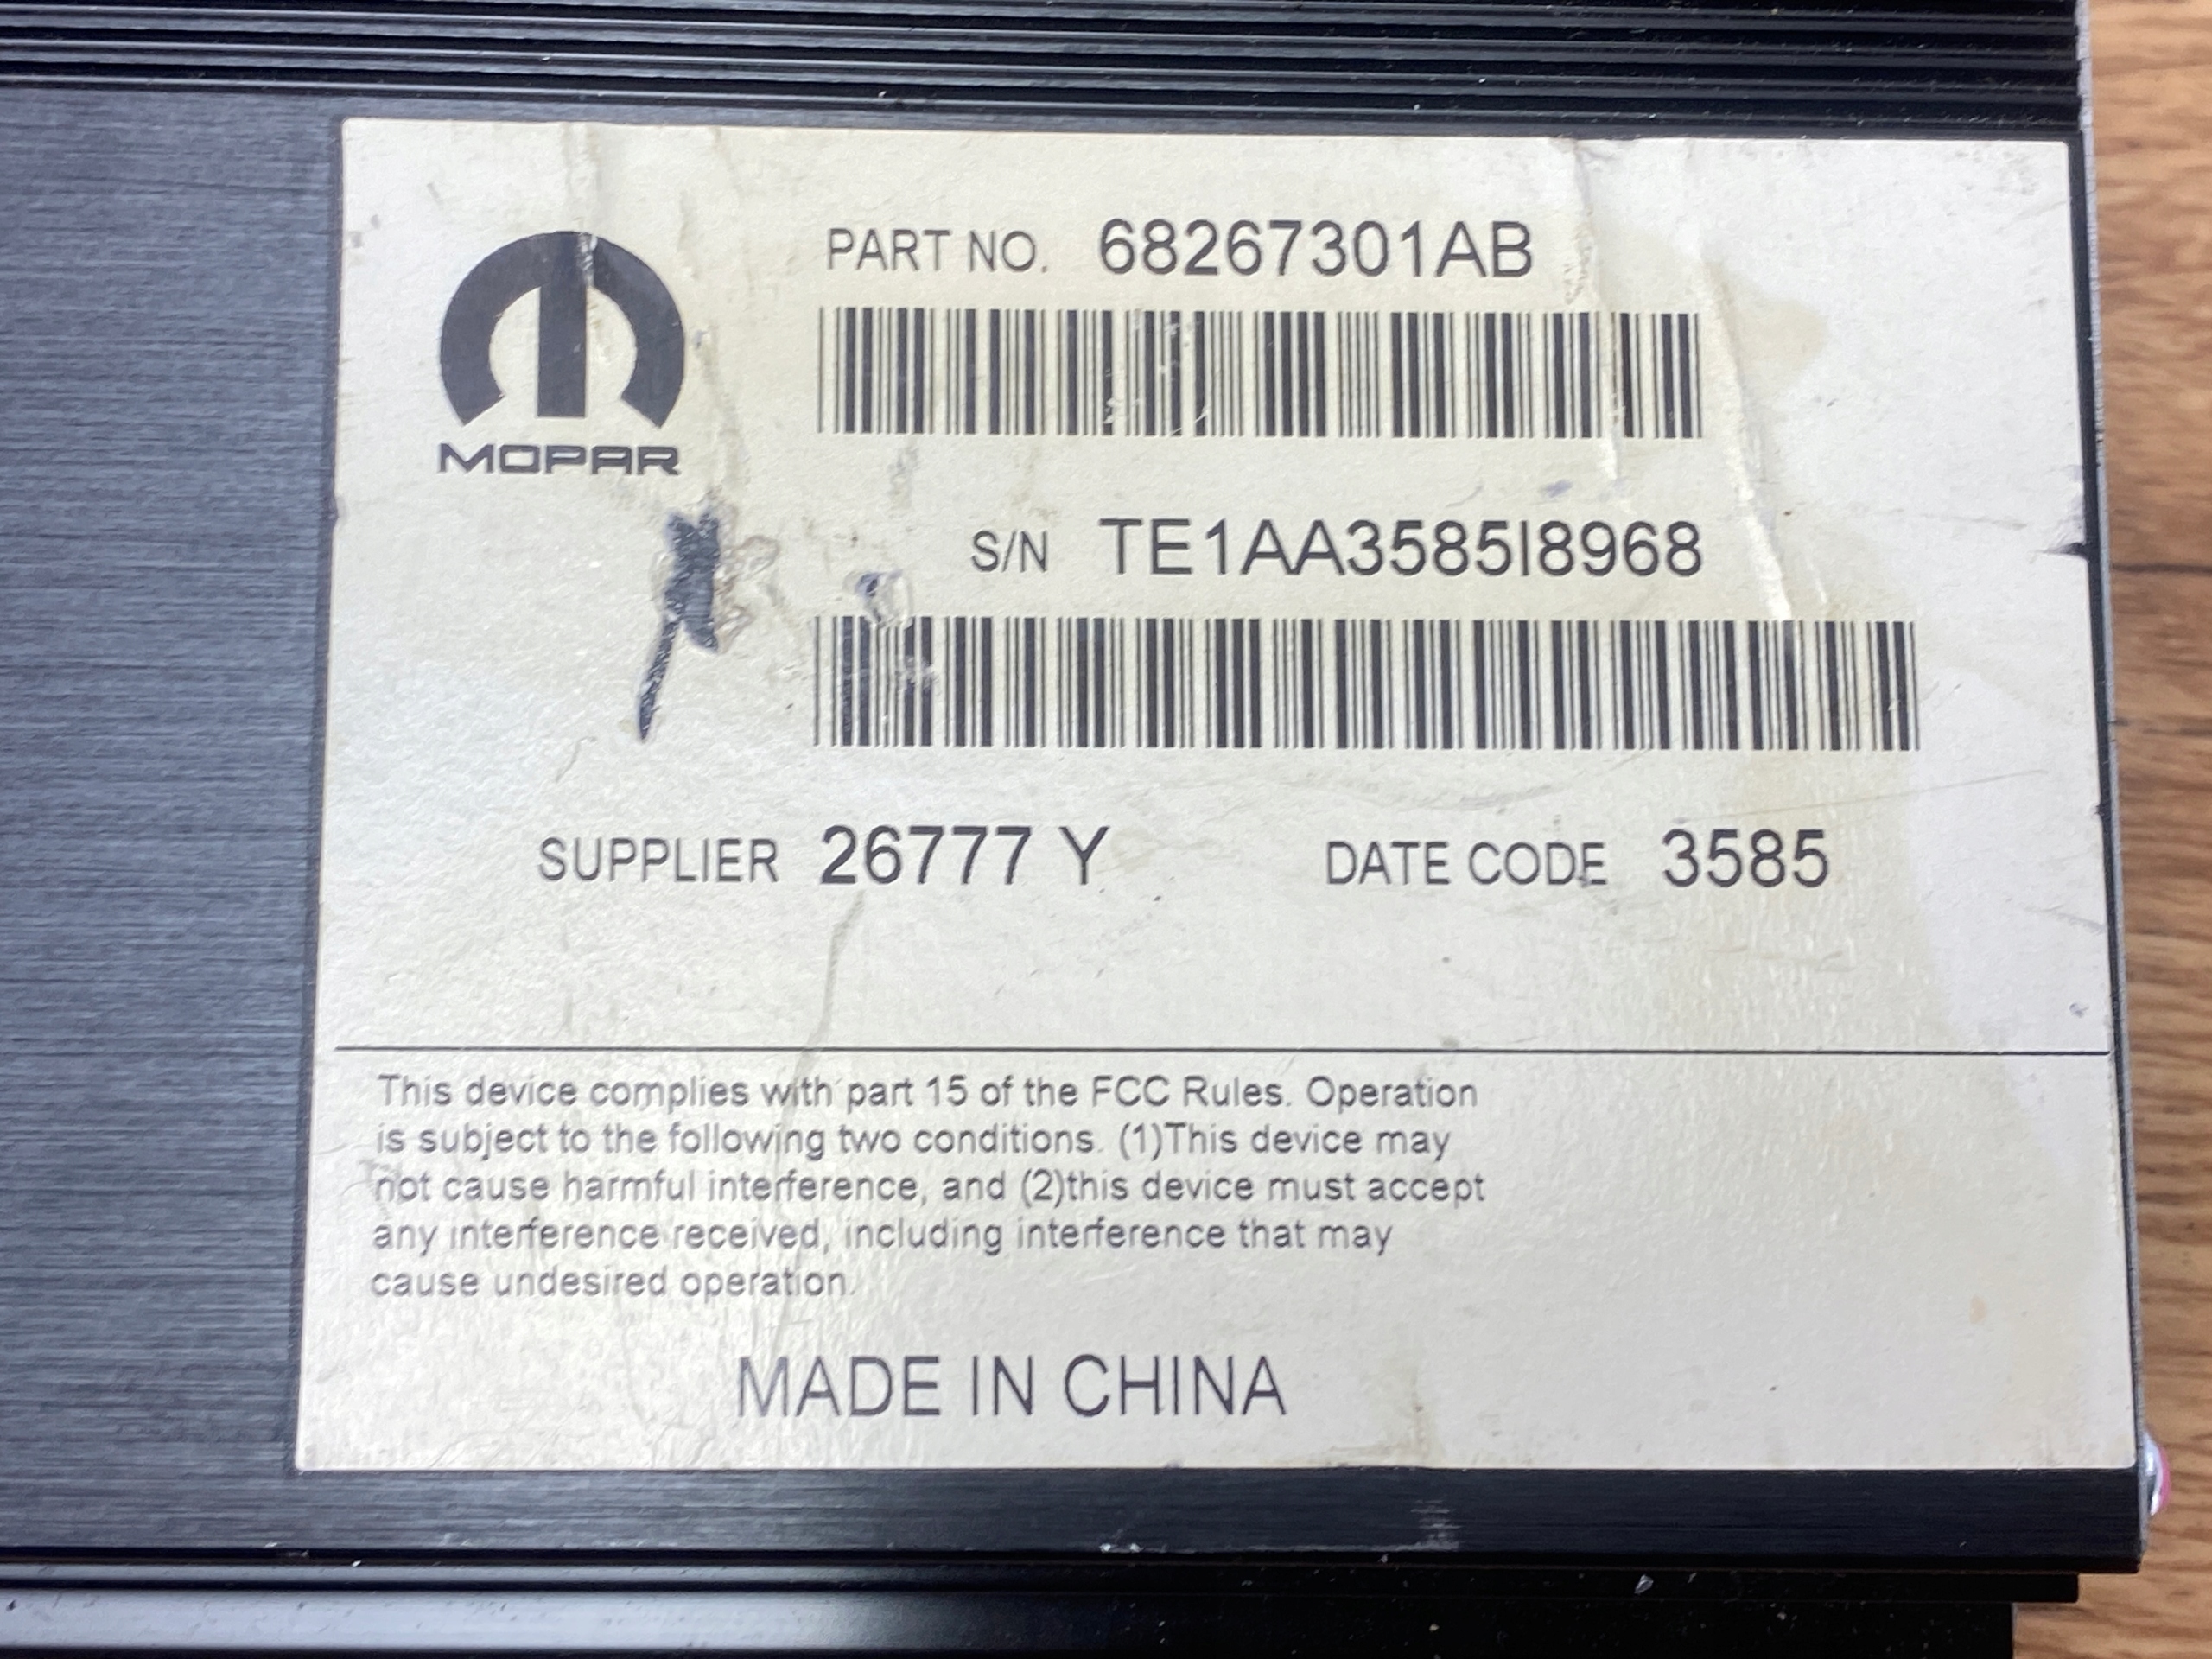 MOPAR
PART NO. 68267301AB
S/N TE1AA3585I8968
SUPPLIER 26777 Y DATE CODE 3585
This device complies with part 15 of the FCC Rules. Operation
is subject to the following two conditions. (1)This device may
not cause harmful interference, and (2)this device must accept
any interference received, including interference that may
cause undesired operation.
MADE IN CHINA